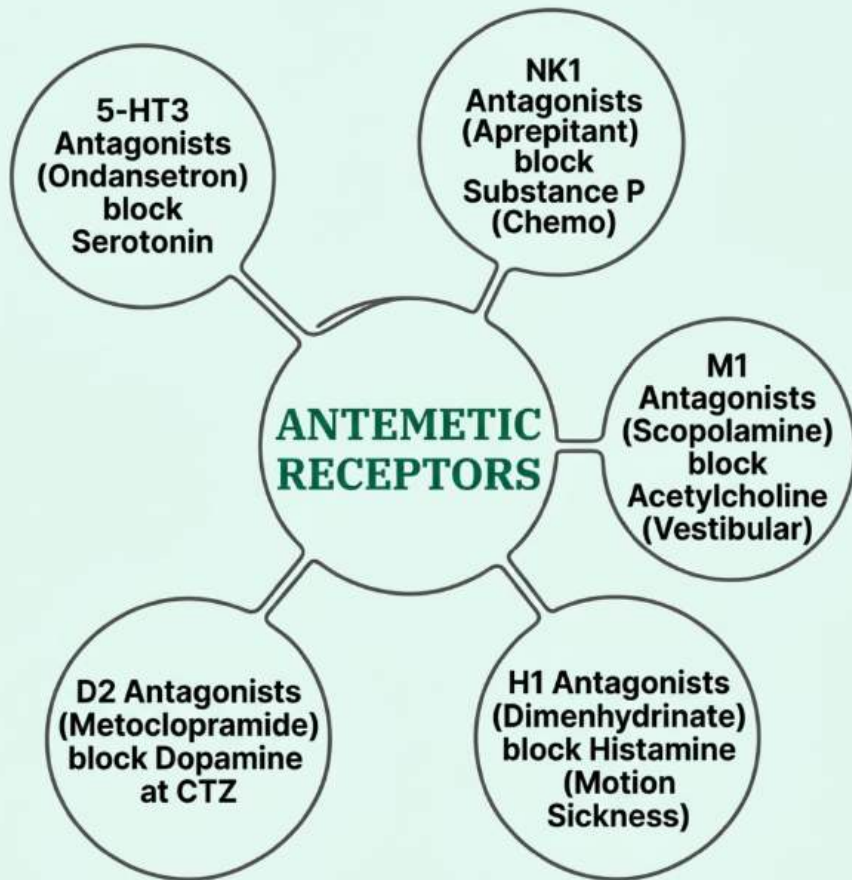 5-HT3
Antagonists
(Ondansetron)
block
Serotonin
NK1
Antagonists
(Aprepitant)
block
Substance P
(Chemo)
ANTEMETIC
RECEPTORS
M1
Antagonists
(Scopolamine)
block
Acetylcholine
(Vestibular)
D2 Antagonists
(Metoclopramide)
block Dopamine
at CTZ
H1 Antagonists
(Dimenhydrinate)
block Histamine
(Motion
Sickness)